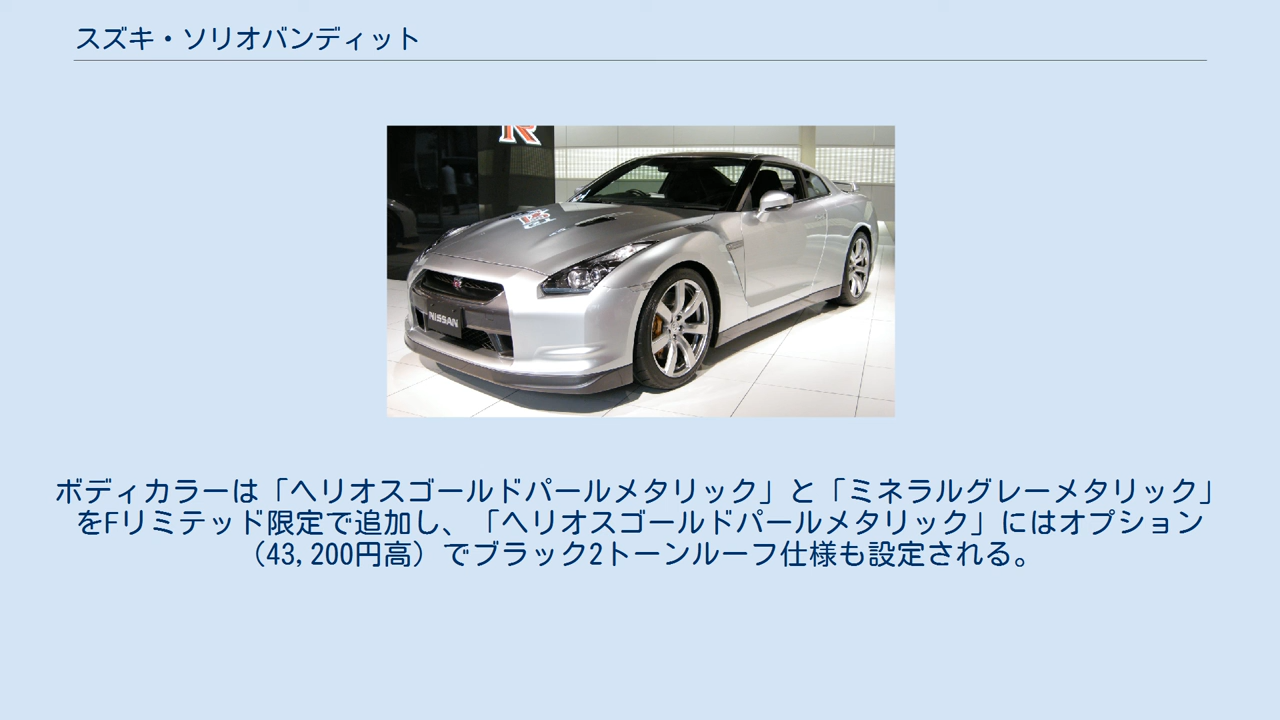 スズキ・ソリオバンディット
R
NISSAN
ボディカラーは「ヘリオスゴールドパールメタリック」と「ミネラルグレーメタリック」
をFリミテッド限定で追加し、「ヘリオスゴールドパールメタリック」にはオプション
（43,200円高）でブラック2トーンルーフ仕様も設定される。